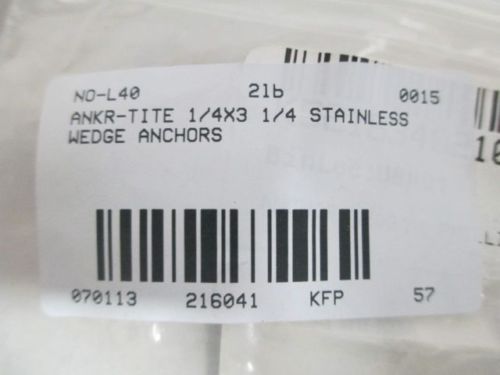 NO-L40 21b 0015
ANKR-TITE 1/4X3 1/4 STAINLESS
WEDGE ANCHORS
070113 216041 KFP 57